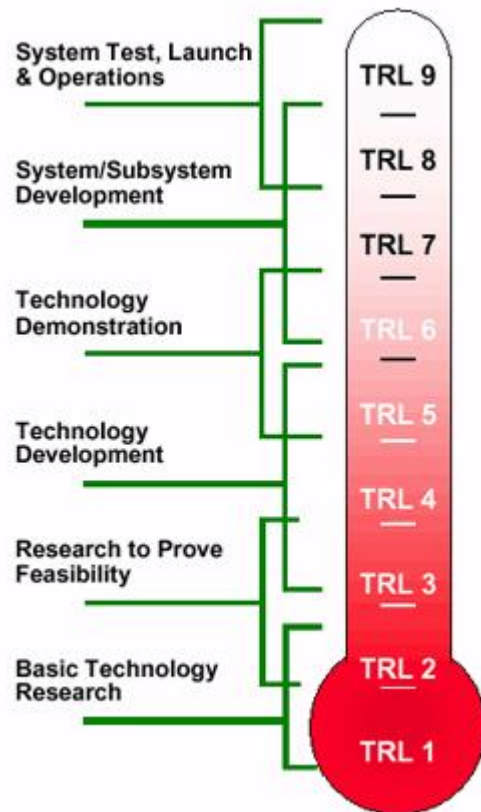 System Test, Launch
& Operations
System/Subsystem
Development
Technology
Demonstration
Technology
Development
Research to Prove
Feasibility
Basic Technology
Research
TRL 9
TRL 8
TRL 7
TRL 6
TRL 5
TRL 4
TRL 3
TRL 2
TRL 1